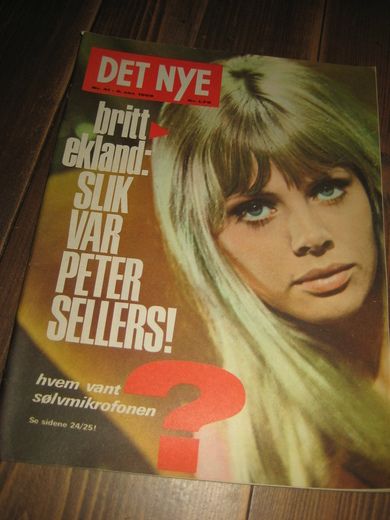 DET NYE
britt
ekland:
SLIK
VAR
PETER
SELLERS!
hvem vant
sølvmikrofonen
?
Se sidene 24/25!